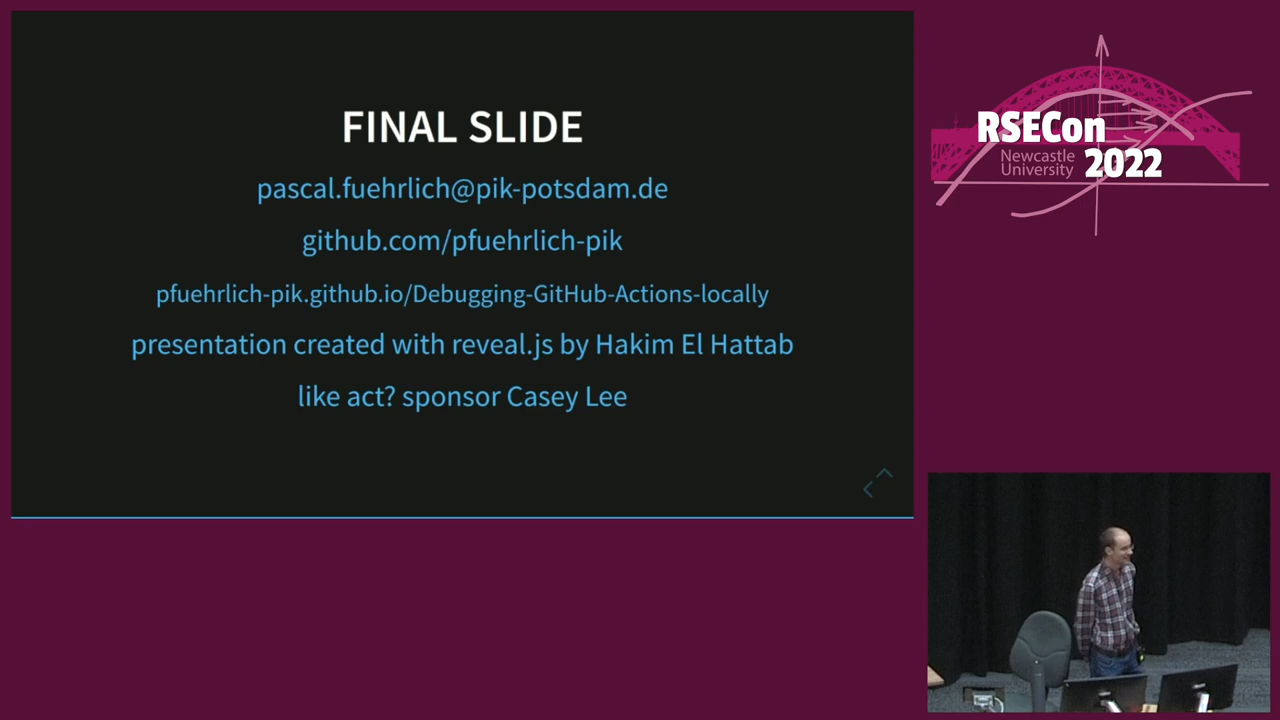 FINAL SLIDE
pascal.fuehrlich@pik-potsdam.de
github.com/pfuehrlich-pik
pfuehrlich-pik.github.io/Debugging-GitHub-Actions-locally
presentation created with reveal.js by Hakim El Hattab
like act? sponsor Casey Lee
RSECon
Newcastle
University
2022